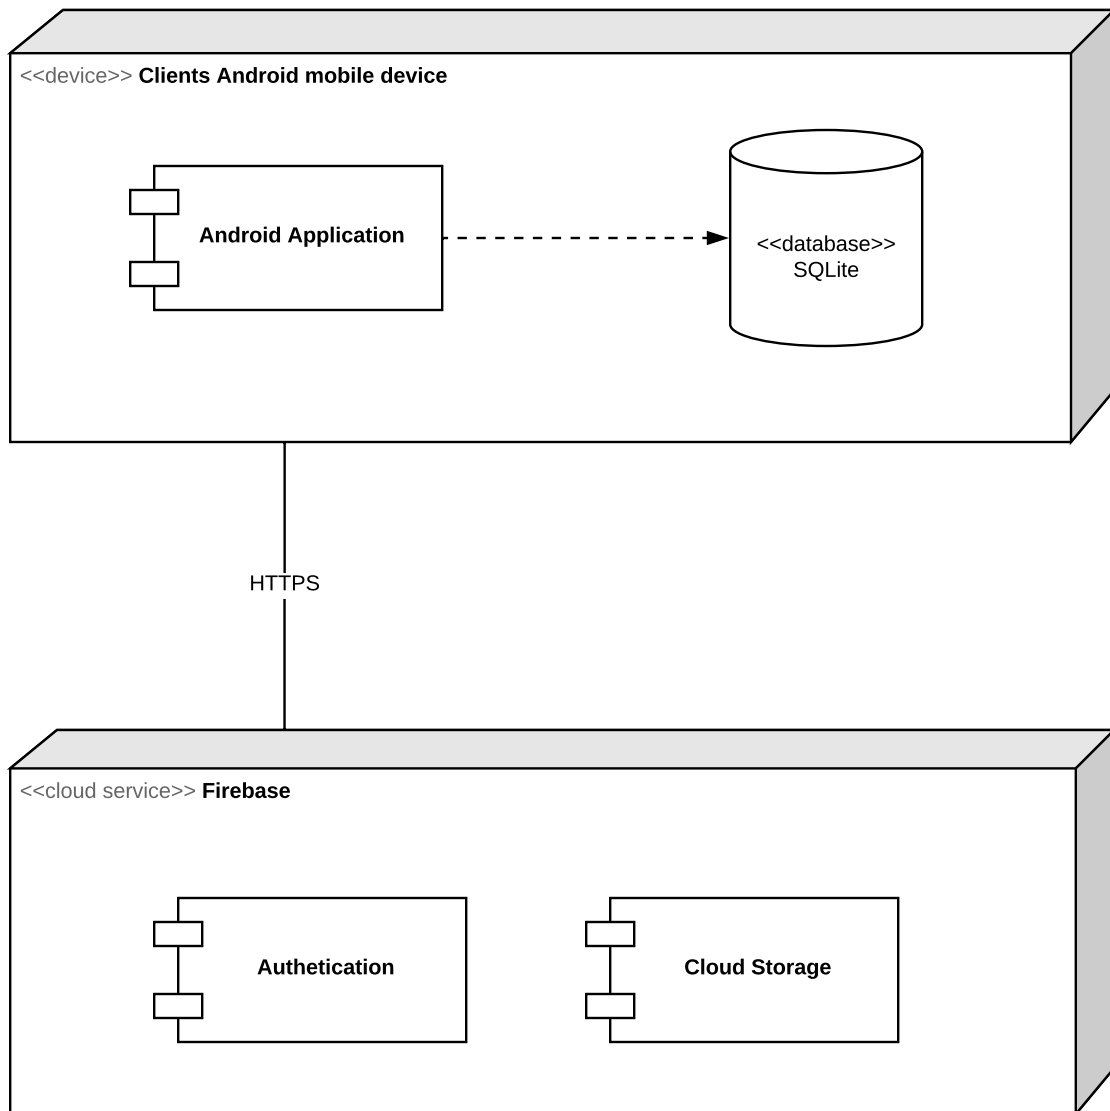 <<device>> Clients Android mobile device
Android Application
<<database>>
SQLite
HTTPS
<<cloud service>> Firebase
Authetication
Cloud Storage